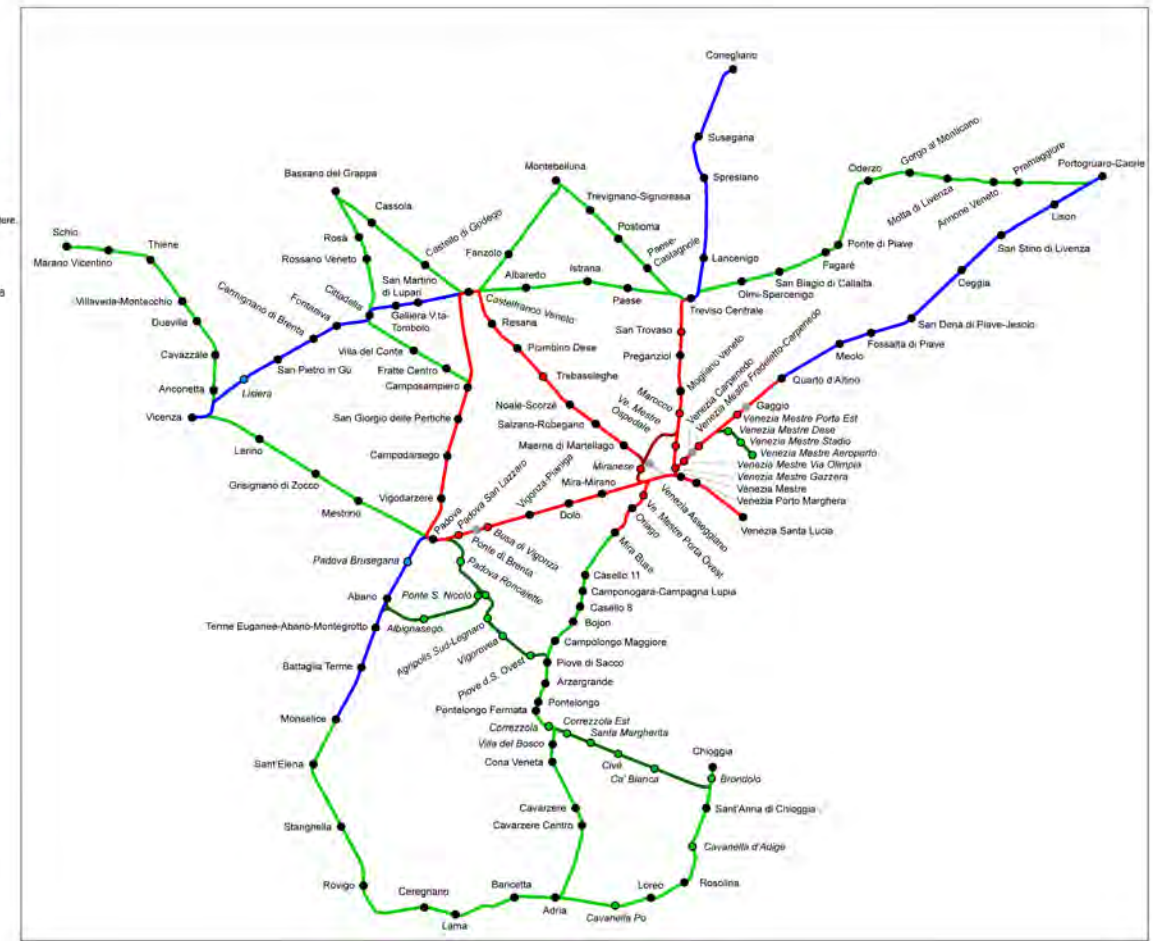 Conegliano
Susegana
Spresiano
Lancenigo
Treviso Centrale
Montebelluna
Trevignano-Signoressa
Postioma
Paese-
Castagnole
Fanzolo
Albaredo
Istrana
Paese
Bassano del Grappa
Cassola
Castello di Godego
Rosà
Rossano Veneto
Cittadella
San Martino
di Lupari
Galliera V.ta-
Tombolo
Castelfranco Veneto
Fontaniva
Carmignano di Brenta
San Pietro in Gù
Lisiera
Schio
Marano Vicentino
Thiene
Villaveda-Montecchio
Dueville
Cavazzale
Anconetta
Vicenza
Lerino
Grisignano di Zocco
Mestrino
Villa del Conte
Fratte Centro
Camposampiero
San Giorgio delle Pertiche
Campodarsego
Vigodarzere
Padova
Resana
Piombino Dese
Trebaseleghe
Noale-Scorzè
Salzano-Robegano
Maerne di Martellago
Miranese
San Trovaso
Preganziol
Mogliano Veneto
Marocco
Ve. Mestre
Ospedale
Venezia Carpenedo
Venezia Mestre Fradeletto-Carpenedo
Olmi-Spercenigo
San Biagio di Callalta
Fagarè
Ponte di Piave
Oderzo
Gorgo al Monticano
Motta di Livenza
Annone Veneto
Pramaggiore
Portogruaro-Caorle
Lison
San Stino di Livenza
Ceggia
San Donà di Piave-Jesolo
Fossalta di Piave
Meolo
Quarto d'Altino
Gaggio
Venezia Mestre Porta Est
Venezia Mestre Dese
Venezia Mestre Stadio
Venezia Mestre Aeroporto
Venezia Mestre Via Olimpia
Venezia Mestre Gazzera
Venezia Mestre
Venezia Porto Marghera
Venezia Santa Lucia
Venezia Asseggiano
Ve. Mestre Porta Ovest
Padova San Lazzaro
Ponte di Brenta
Busa di Vigonza
Vigonza-Pianiga
Dolo
Mira-Mirano
Oriago
Mira Buse
Casello 11
Camponogara-Campagna Lupia
Casello 8
Bojon
Campolongo Maggiore
Piove di Sacco
Arzergrande
Pontelongo
Pontelongo Fermata
Padova Brusegana
Abano
Terme Euganee-Abano-Montegrotto
Battaglia Terme
Monselice
Sant'Elena
Stanghella
Rovigo
Ceregnano
Lama
Baricetta
Adria
Padova Roncajette
Ponte S. Nicolò
Albignasego
Agripolis Sud-Legnaro
Vigorovea
Piove d.S. Ovest
Correzzola
Correzzola Est
Santa Margherita
Civè
Ca' Bianca
Villa del Bosco
Cona Veneta
Cavarzere
Cavarzere Centro
Chioggia
Brondolo
Sant'Anna di Chioggia
Cavanella d'Adige
Rosolina
Loreo
Cavanella Po